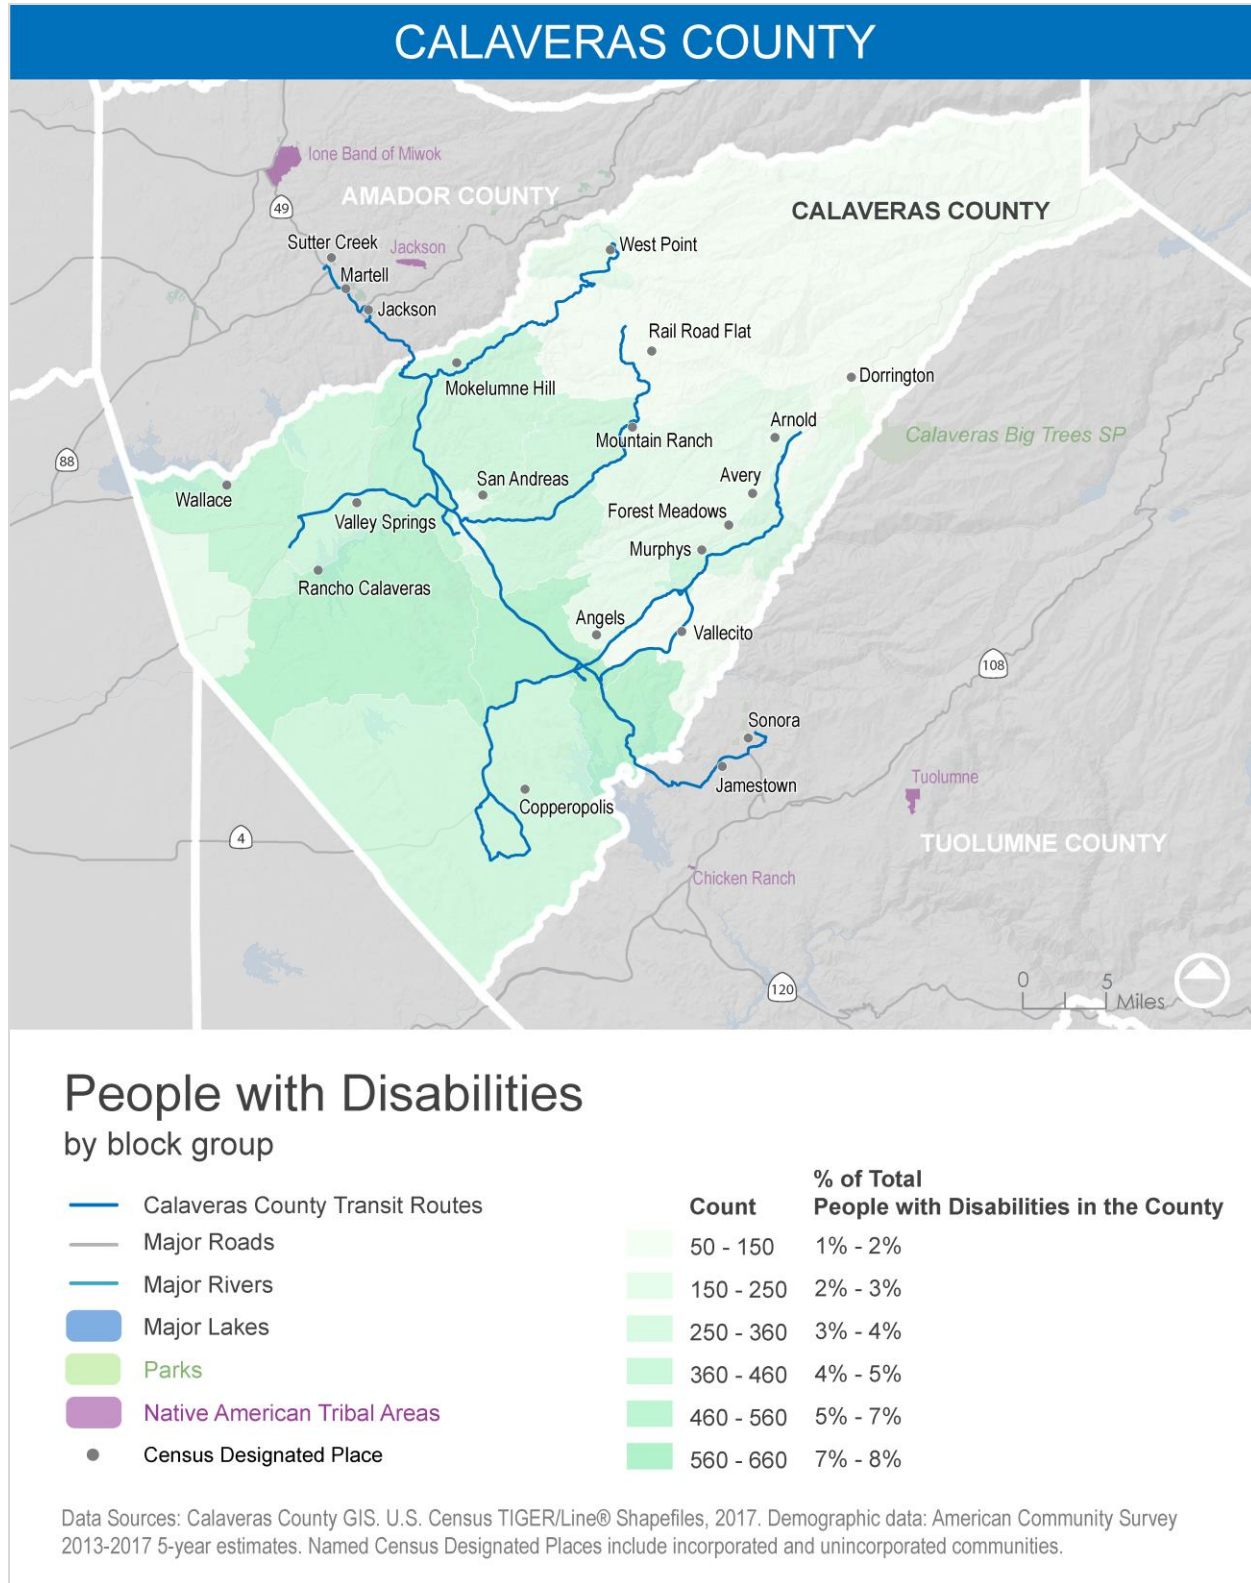 CALAVERAS COUNTY
Ione Band of Miwok
AMADOR COUNTY
49
CALAVERAS COUNTY
Sutter Creek
Jackson
West Point
Martell
Jackson
Rail Road Flat
Mokelumne Hill
Dorrington
Arnold
Mountain Ranch
Calaveras Big Trees SP
88
San Andreas
Avery
Wallace
Valley Springs
Forest Meadows
Murphys
Rancho Calaveras
Angels
Vallecito
108
Sonora
Jamestown
Tuolumne
Copperopolis
4
TUOLUMNE COUNTY
Chicken Ranch
120
0 5
Miles
People with Disabilities
by block group
Calaveras County Transit Routes
Major Roads
Major Rivers
Major Lakes
Parks
Native American Tribal Areas
Census Designated Place
% of Total
Count People with Disabilities in the County
50 - 150 1% - 2%
150 - 250 2% - 3%
250 - 360 3% - 4%
360 - 460 4% - 5%
460 - 560 5% - 7%
560 - 660 7% - 8%
Data Sources: Calaveras County GIS. U.S. Census TIGER/Line® Shapefiles, 2017. Demographic data: American Community Survey
2013-2017 5-year estimates. Named Census Designated Places include incorporated and unincorporated communities.